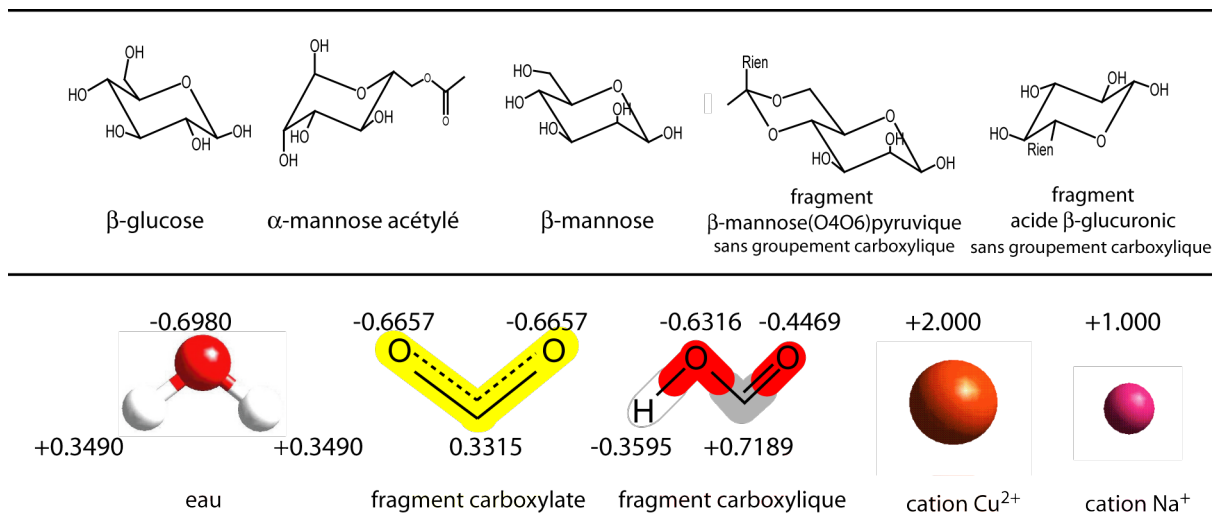 OH
HO
O
HO
OH
OH
OH
O
O
O
HO
OH
OH
HO
HO
HO
O
OH
OH
Rien
O
O
HO
O
OH
OH
HO
HO
Rien
OH
OH
O
β-glucose
α-mannose acétylé
β-mannose
fragment
β-mannose(O4O6)pyruvique
sans groupement carboxylique
fragment
acide β-glucuronic
sans groupement carboxylique
-0.6980
-0.6657
-0.6657
-0.6316
-0.4469
+2.000
+1.000
O
O
H
O
O
+0.3490
+0.3490
0.3315
-0.3595
+0.7189
eau
fragment carboxylate
fragment carboxylique
cation Cu²⁺
cation Na⁺